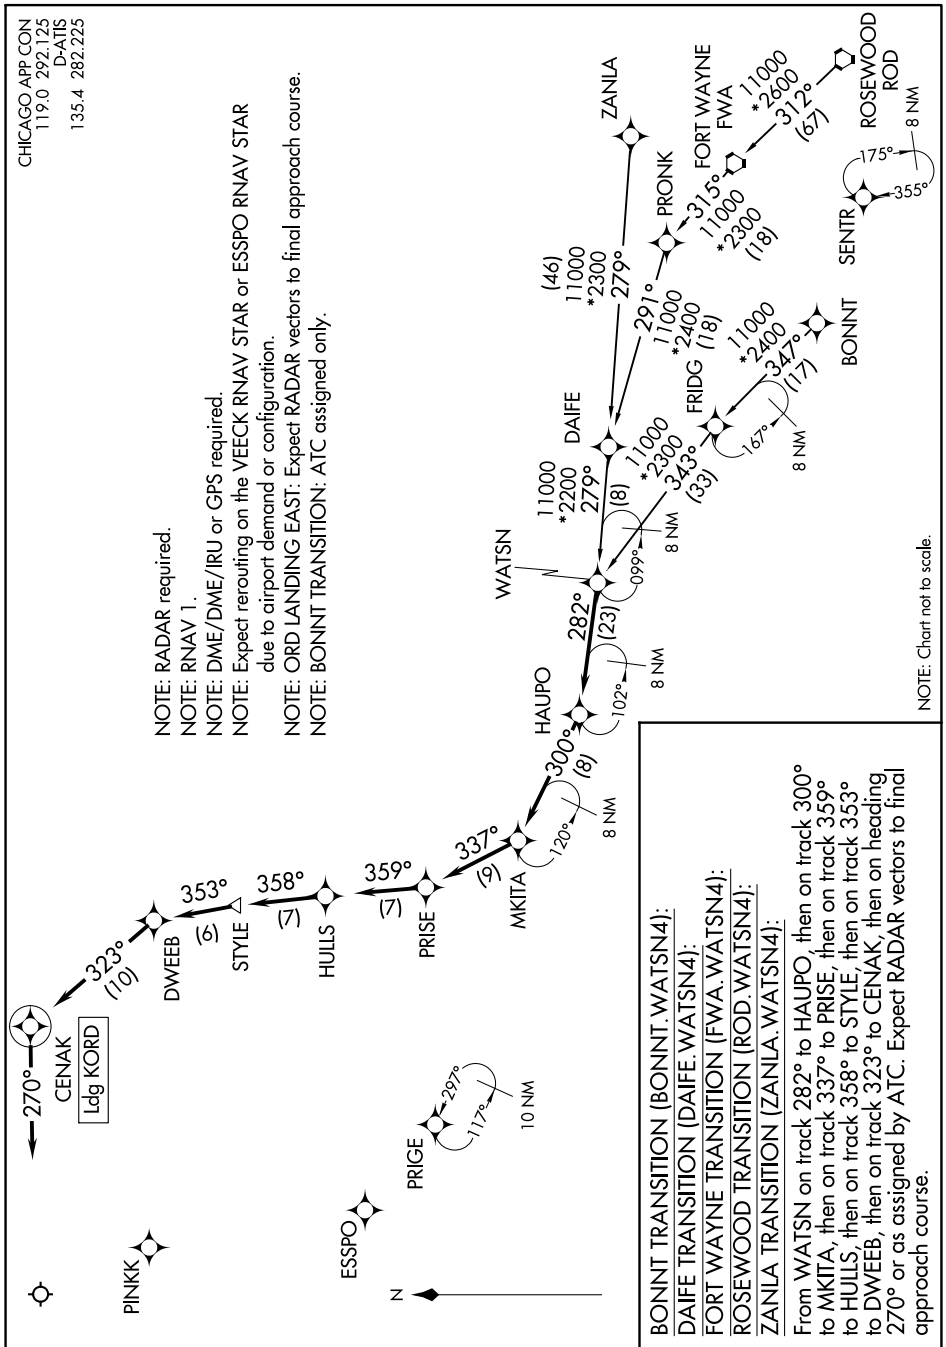 CHICAGO APP CON
119.0 292.125
D-ATIS
135.4 282.225
NOTE: RADAR required.
NOTE: RNAV 1.
NOTE: DME/DME/IRU or GPS required.
NOTE: Expect rerouting on the VEECK RNAV STAR or ESSPO RNAV STAR
due to airport demand or configuration.
NOTE: ORD LANDING EAST: Expect RADAR vectors to final approach course.
NOTE: BONNT TRANSITION: ATC assigned only.
270°
CENAK
Ldg KORD
323°
(10)
DWEEB
353°
(6)
STYLE
358°
(7)
HULLS
359°
(7)
PRISE
337°
(9)
MKITA
120°
8 NM
300°
(8)
HAUPO
102°
8 NM
282°
(23)
WATSN
099°
8 NM
11000
*2200
279°
(8)
DAIFE
(46)
11000
*2300
279°
ZANLA
291°
11000
*2400
(18)
PRONK
315°
11000
*2300
(18)
FORT WAYNE
FWA
11000
*2600
312°
(67)
ROSEWOOD
ROD
11000
*2300
343°
(33)
FRIDG
167°
8 NM
11000
*2400
347°
(17)
BONNT
SENTR
175°
355°
8 NM
PINKK
ESSPO
PRIGE
297°
117°
10 NM
N
NOTE: Chart not to scale.
BONNT TRANSITION (BONNT.WATSN4):
DAIFE TRANSITION (DAIFE.WATSN4):
FORT WAYNE TRANSITION (FWA.WATSN4):
ROSEWOOD TRANSITION (ROD.WATSN4):
ZANLA TRANSITION (ZANLA.WATSN4):
From WATSN on track 282° to HAUPO, then on track 300°
to MKITA, then on track 337° to PRISE, then on track 359°
to HULLS, then on track 358° to STYLE, then on track 353°
to DWEEB, then on track 323° to CENAK, then on heading
270° or as assigned by ATC. Expect RADAR vectors to final
approach course.